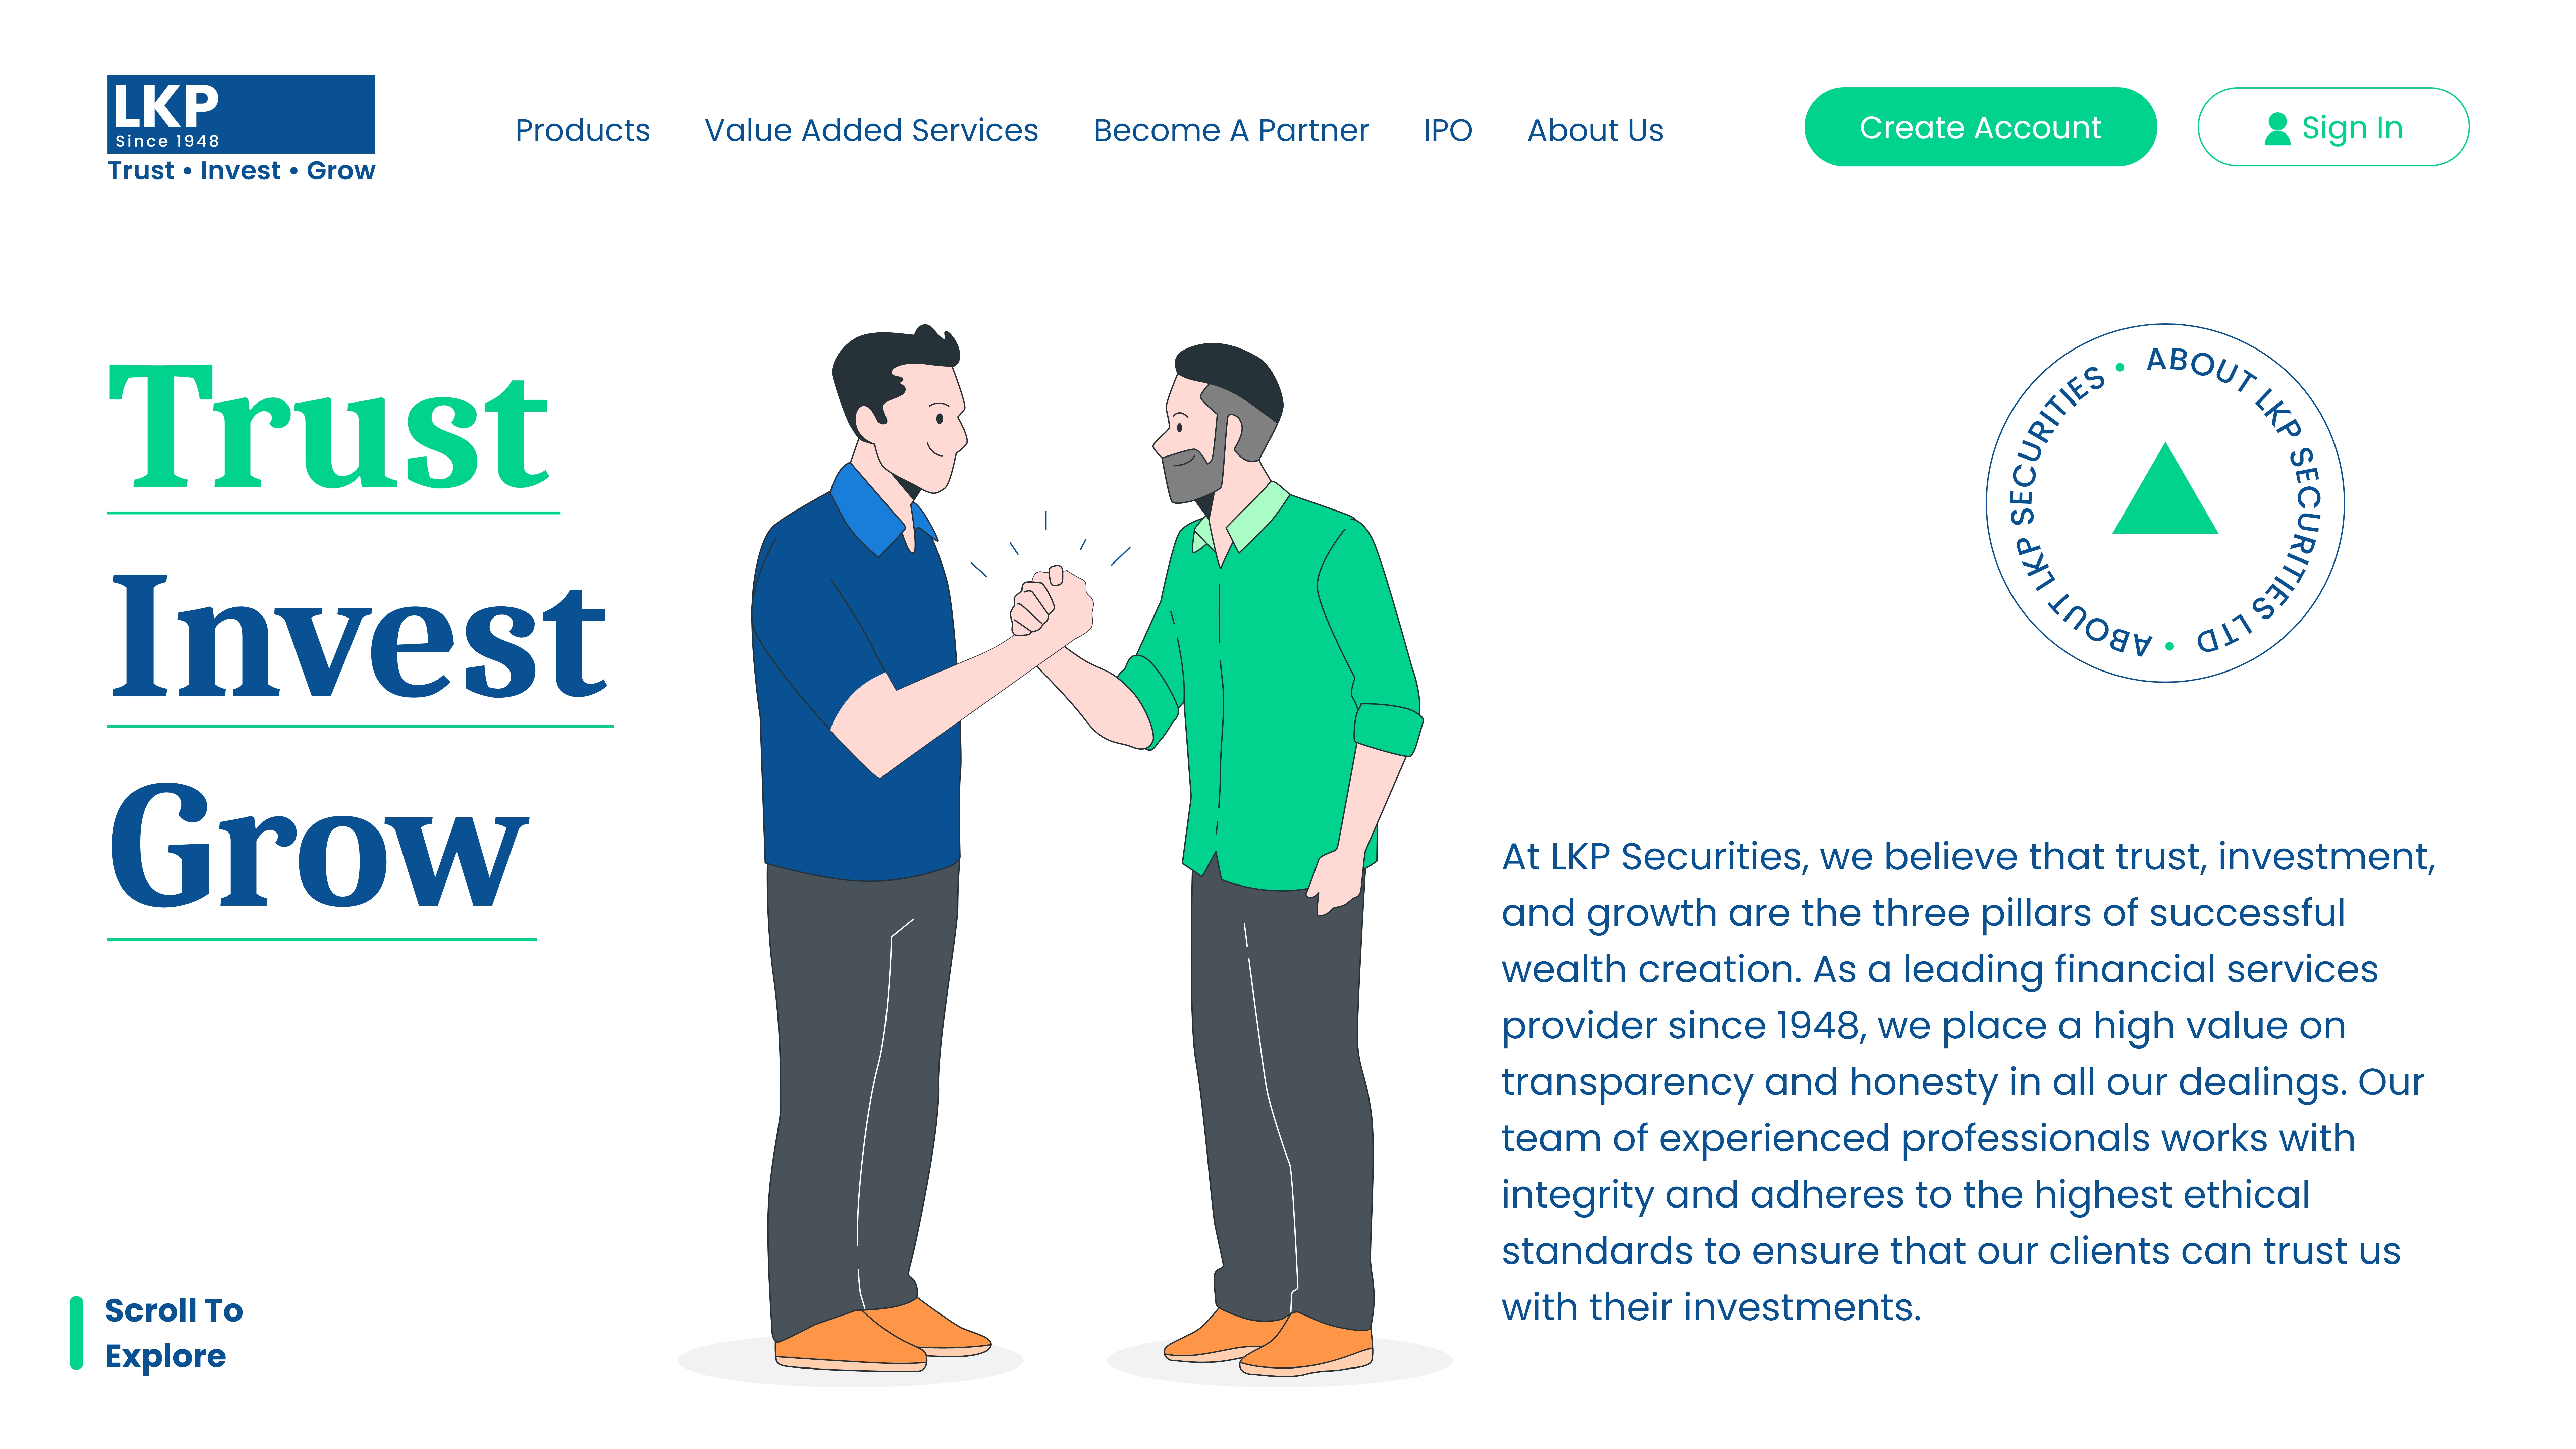 LKP
Since 1948
Trust • Invest • Grow
Products
Value Added Services
Become A Partner
IPO
About Us
Create Account
Sign In
Trust
Invest
Grow
ABOUT LKP SECURITIES LTD • ABOUT LKP SECURITIES •
At LKP Securities, we believe that trust, investment,
and growth are the three pillars of successful
wealth creation. As a leading financial services
provider since 1948, we place a high value on
transparency and honesty in all our dealings. Our
team of experienced professionals works with
integrity and adheres to the highest ethical
standards to ensure that our clients can trust us
with their investments.
Scroll To
Explore